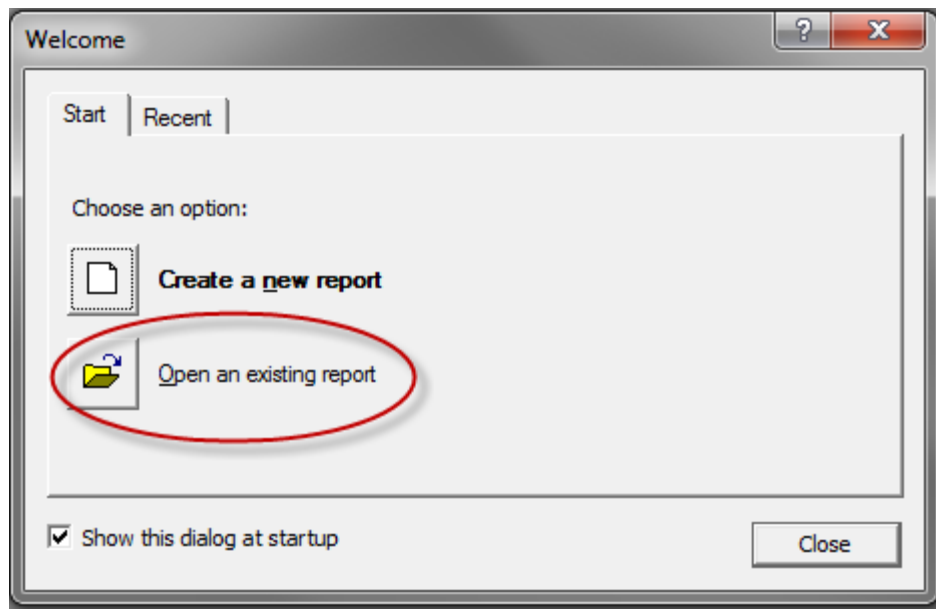 Welcome
?
X
Start
Recent
Choose an option:
Create a new report
Open an existing report
Show this dialog at startup
Close